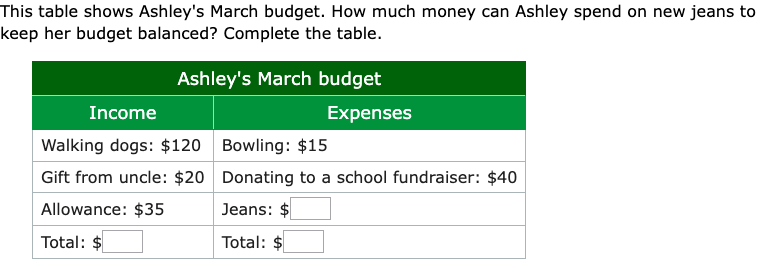 This table shows Ashley's March budget. How much money can Ashley spend on new jeans to
keep her budget balanced? Complete the table.
Ashley's March budget
Income Expenses
Walking dogs: $120 Bowling: $15
Gift from uncle: $20 Donating to a school fundraiser: $40
Allowance: $35 Jeans: $
Total: $ Total: $